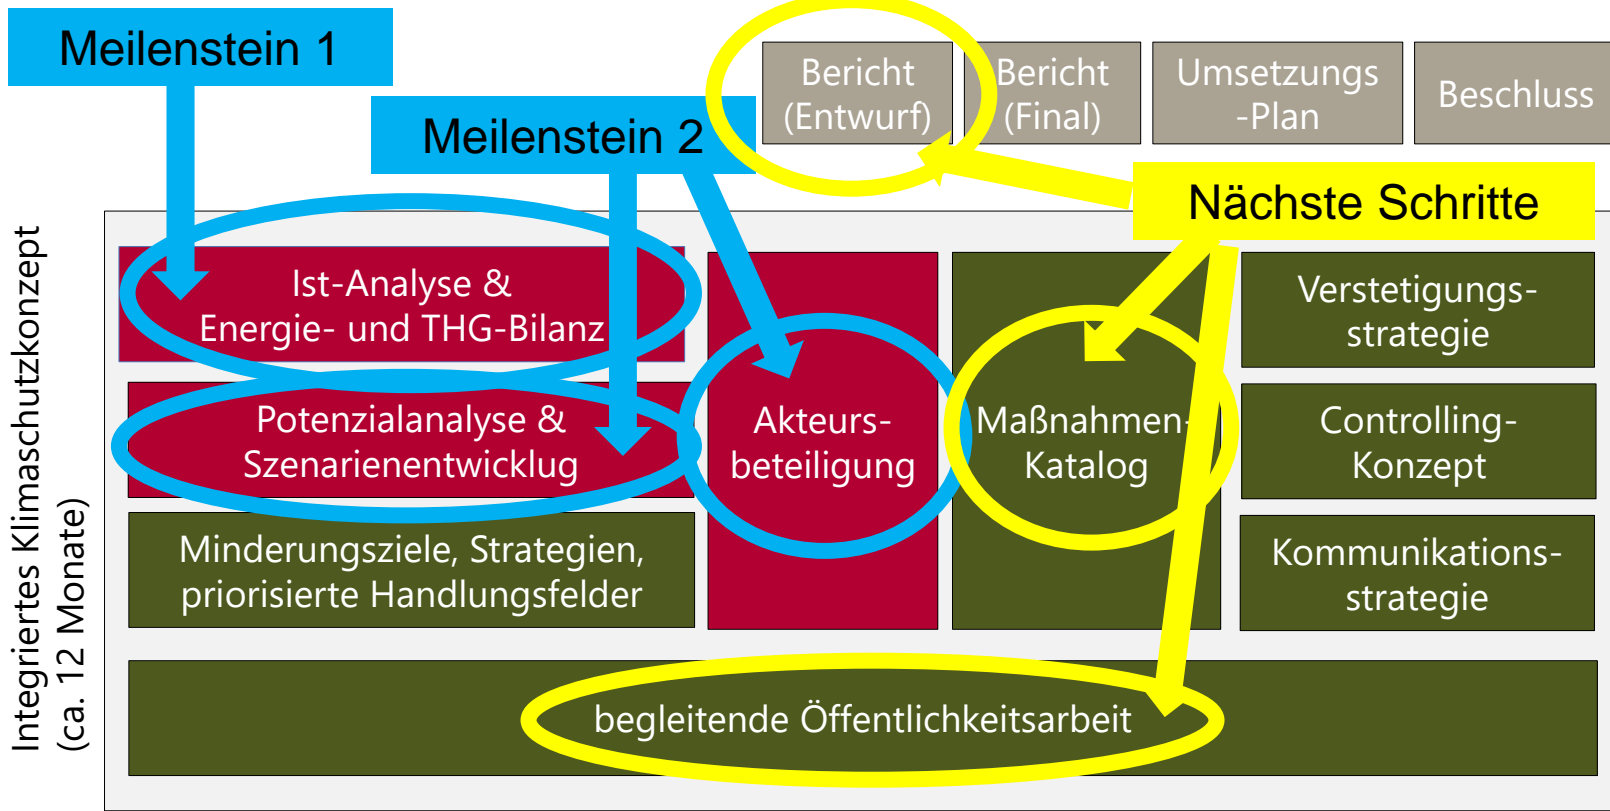 Meilenstein 1
Meilenstein 2
Bericht
(Entwurf)
Bericht
(Final)
Umsetzungs
-Plan
Beschluss
Nächste Schritte
Integriertes Klimaschutzkonzept
(ca. 12 Monate)
Ist-Analyse &
Energie- und THG-Bilanz
Potenzialanalyse &
Szenarienentwicklug
Minderungsziele, Strategien,
priorisierte Handlungsfelder
Akteurs-
beteiligung
Maßnahmen-
Katalog
Verstetigungs-
strategie
Controlling-
Konzept
Kommunikations-
strategie
begleitende Öffentlichkeitsarbeit